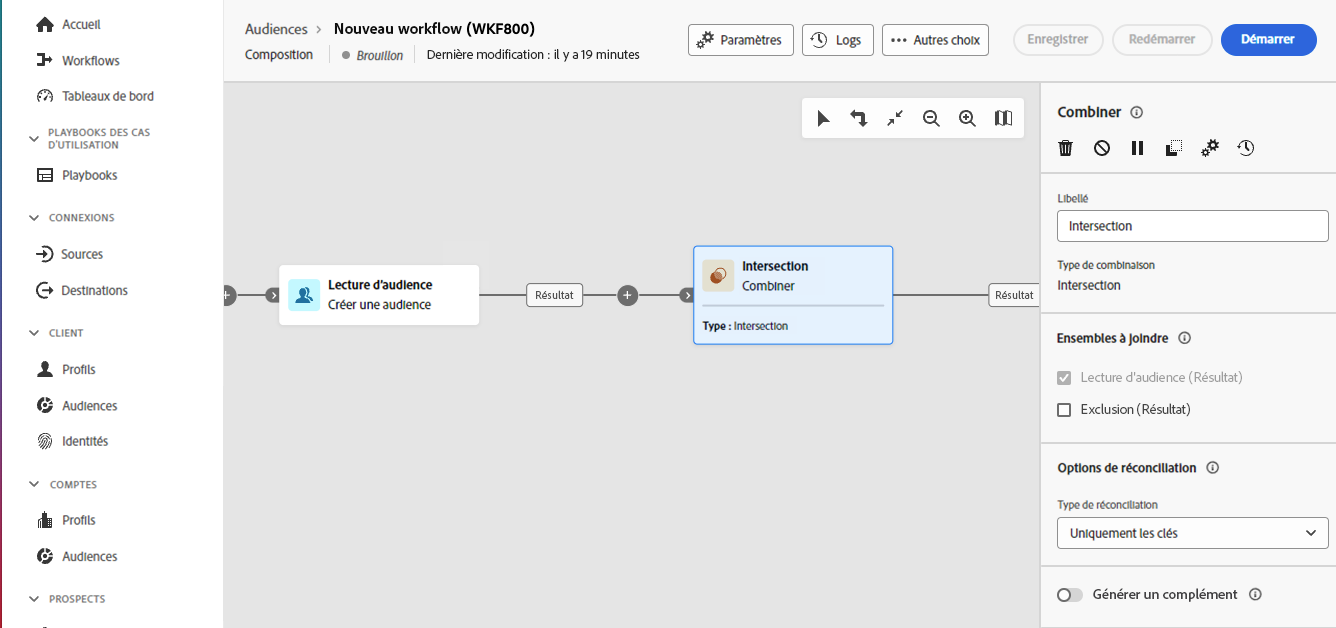 Accueil
Workflows
Tableaux de bord
PLAYBOOKS DES CAS
D'UTILISATION
Playbooks
CONNEXIONS
Sources
Destinations
CLIENT
Profils
Audiences
Identités
COMPTES
Profils
Audiences
PROSPECTS
Audiences > Nouveau workflow (WKF800)
Composition Brouillon Dernière modification : il y a 19 minutes
Paramètres Logs Autres choix Enregistrer Redémarrer Démarrer
Lecture d'audience
Créer une audience
Résultat
Intersection
Combiner
Type : Intersection
Résultat
Combiner
Libellé
Intersection
Type de combinaison
Intersection
Ensembles à joindre
Lecture d'audience (Résultat)
Exclusion (Résultat)
Options de réconciliation
Type de réconciliation
Uniquement les clés
Générer un complément